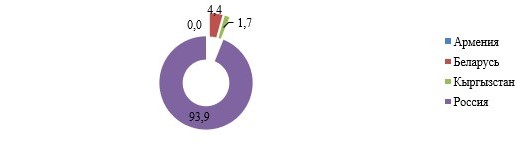 4,4
0,0
1,7
Армения
Беларусь
Кыргызстан
Россия
93,9